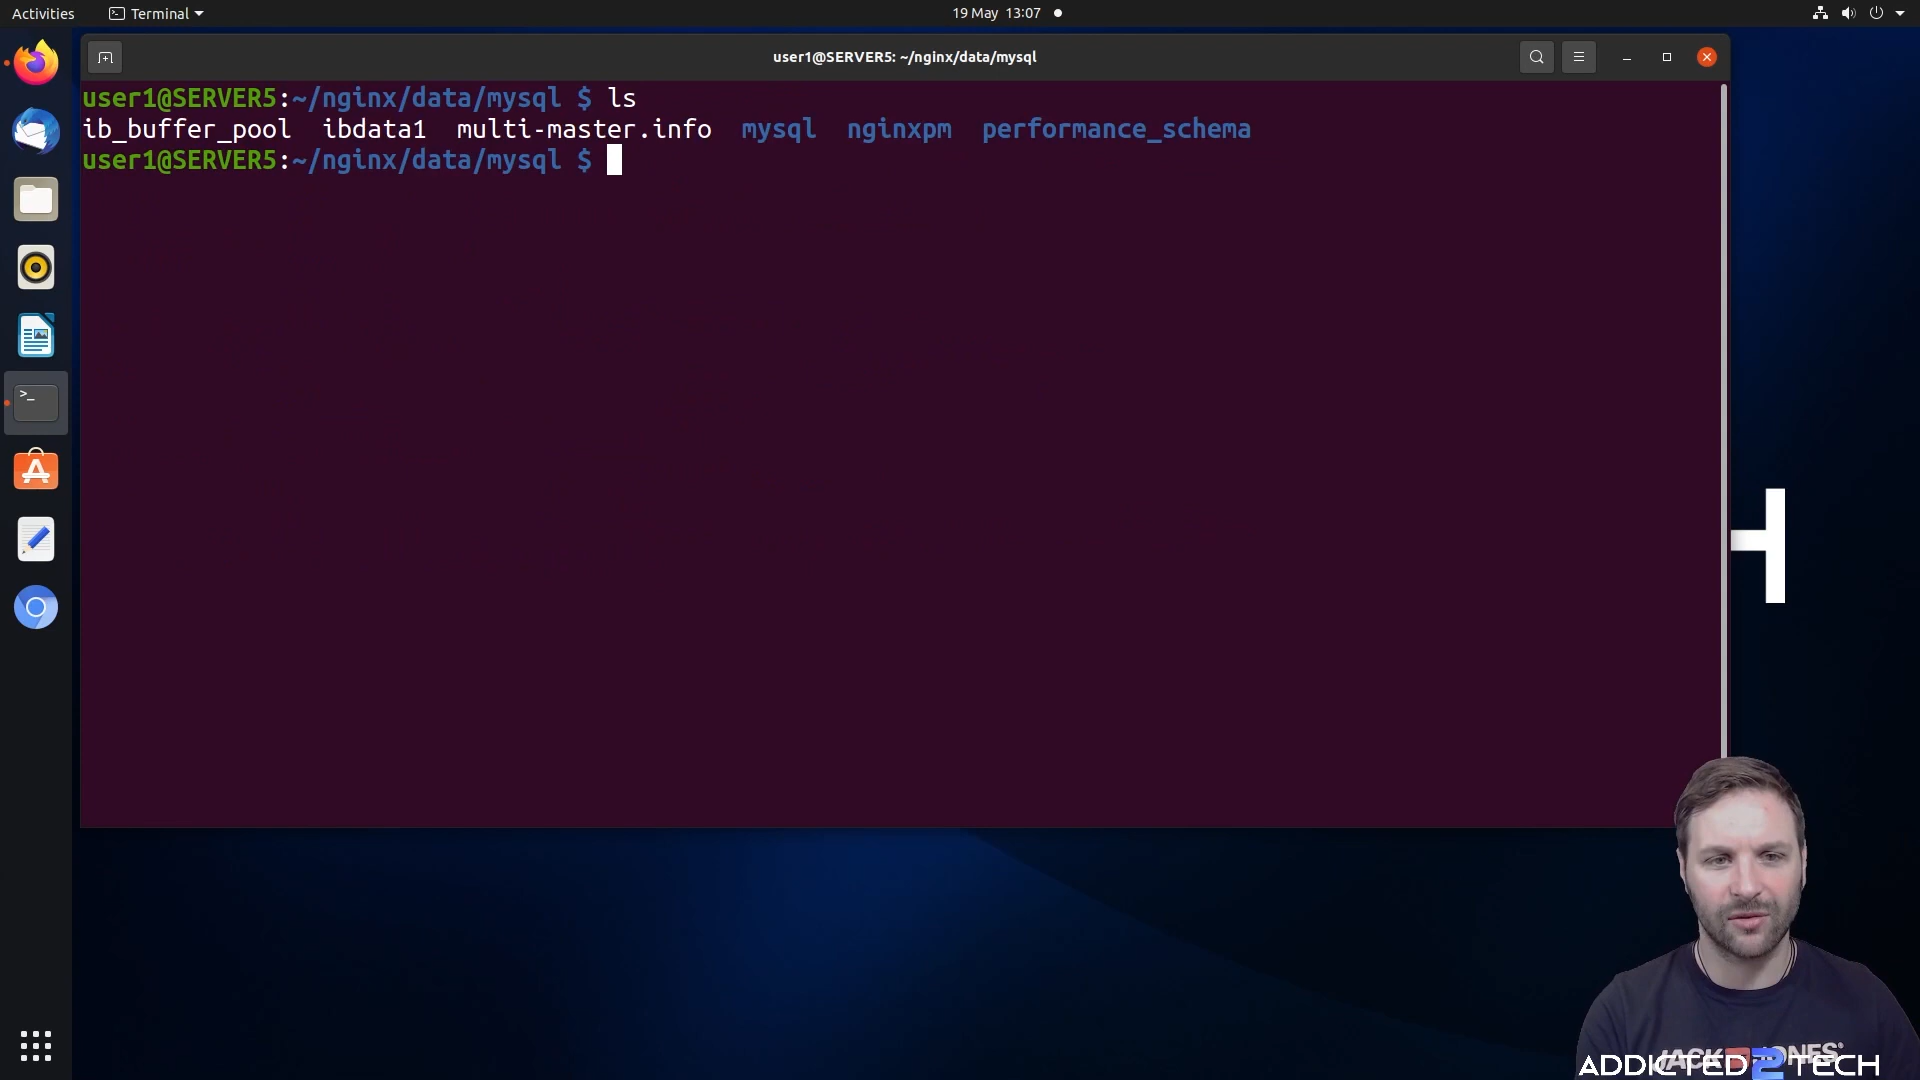 Activities Terminal 19 May 13:07
user1@SERVER5: ~/nginx/data/mysql
user1@SERVER5:~/nginx/data/mysql $ ls
ib_buffer_pool ibdata1 multi-master.info mysql nginxpm performance_schema
user1@SERVER5:~/nginx/data/mysql $
H
JACK JONES®
ADDICTED2TECH